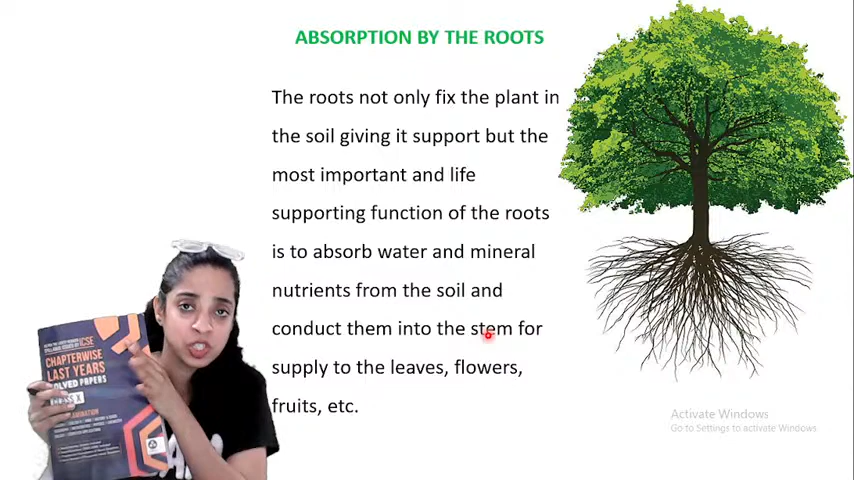 ABSORPTION BY THE ROOTS
The roots not only fix the plant in
the soil giving it support but the
most important and life
supporting function of the roots
is to absorb water and mineral
nutrients from the soil and
conduct them into the stem for
supply to the leaves, flowers,
fruits, etc.
CHAPTERWISE
LAST YEARS
SOLVED PAPERS
CLASS X
Activate Windows
Go to Settings to activate Windows.